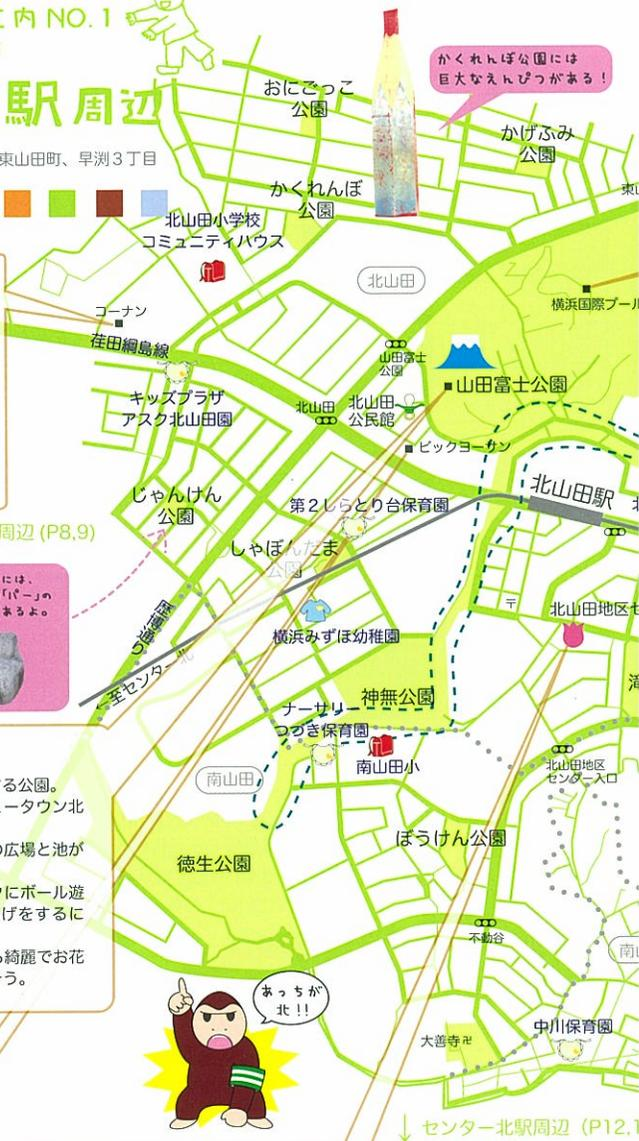 内 NO.1
駅周辺
東山田町、早渕3丁目
かくれんぼ公園には
巨大なえんぴつがある！
おにごっこ
公園
かげふみ
公園
かくれんぼ
公園
北山田小学校
コミュニティハウス
北山田
横浜国際プール
コーナン
荏田綱島線
山田富士
公園
山田富士公園
キッズプラザ
アスク北山田園
北山田
北山田
公民館
ビックヨーサン
じゃんけん
公園
第2しらとり台保育園
北山田駅
周辺 (P8,9)
しゃぼんだま
公園
には、
「パー」の
あるよ。
〒
北山田地区セ
歴博通り
横浜みずほ幼稚園
至センター北
神無公園
ナーサリー
つづき保育園
南山田小
南山田
北山田地区
センター入口
る公園。
ータウン北
の広場と池が
ぼうけん公園
徳生公園
にボール遊
げをするに
綺麗でお花
う。
不動谷
あっちが
北!!
大善寺卍
中川保育園
↓ センター北駅周辺（P12,1